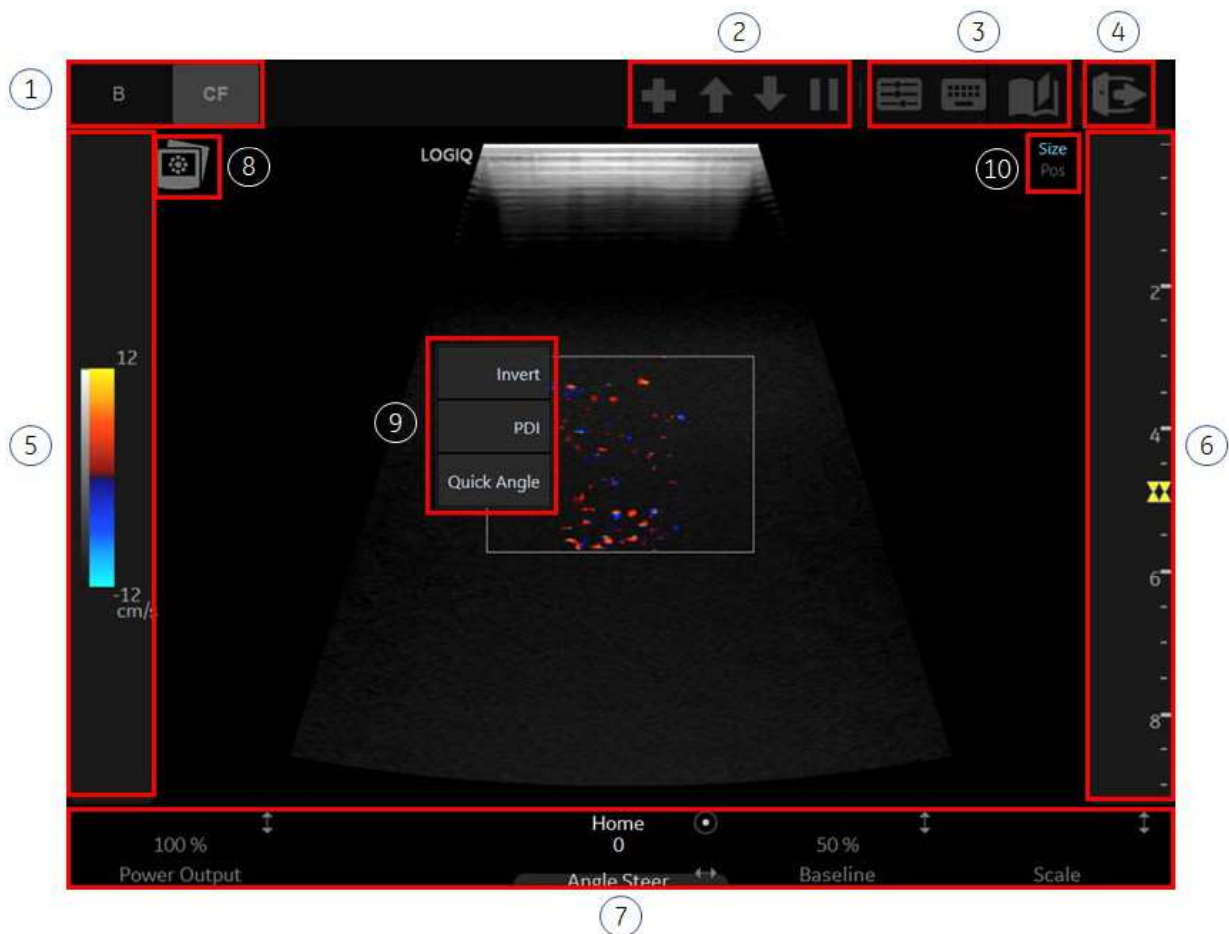 2
3
4
1
B
CF
8
LOGIQ
10
Size
Pos
2
12
Invert
9
PDI
4
5
6
Quick Angle
-12
cm/s
6
8
Home
100 %
0
50 %
Power Output
Angle Steer
Baseline
Scale
7